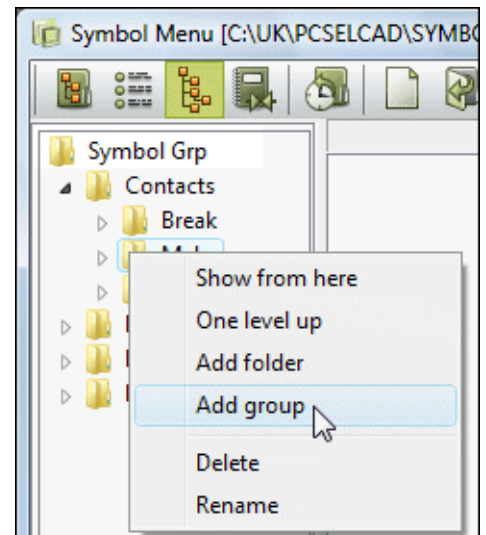 Symbol Menu [C:\UK\PCSELCAD\SYMBO
Symbol Grp
Contacts
Break
Show from here
One level up
Add folder
Add group
Delete
Rename